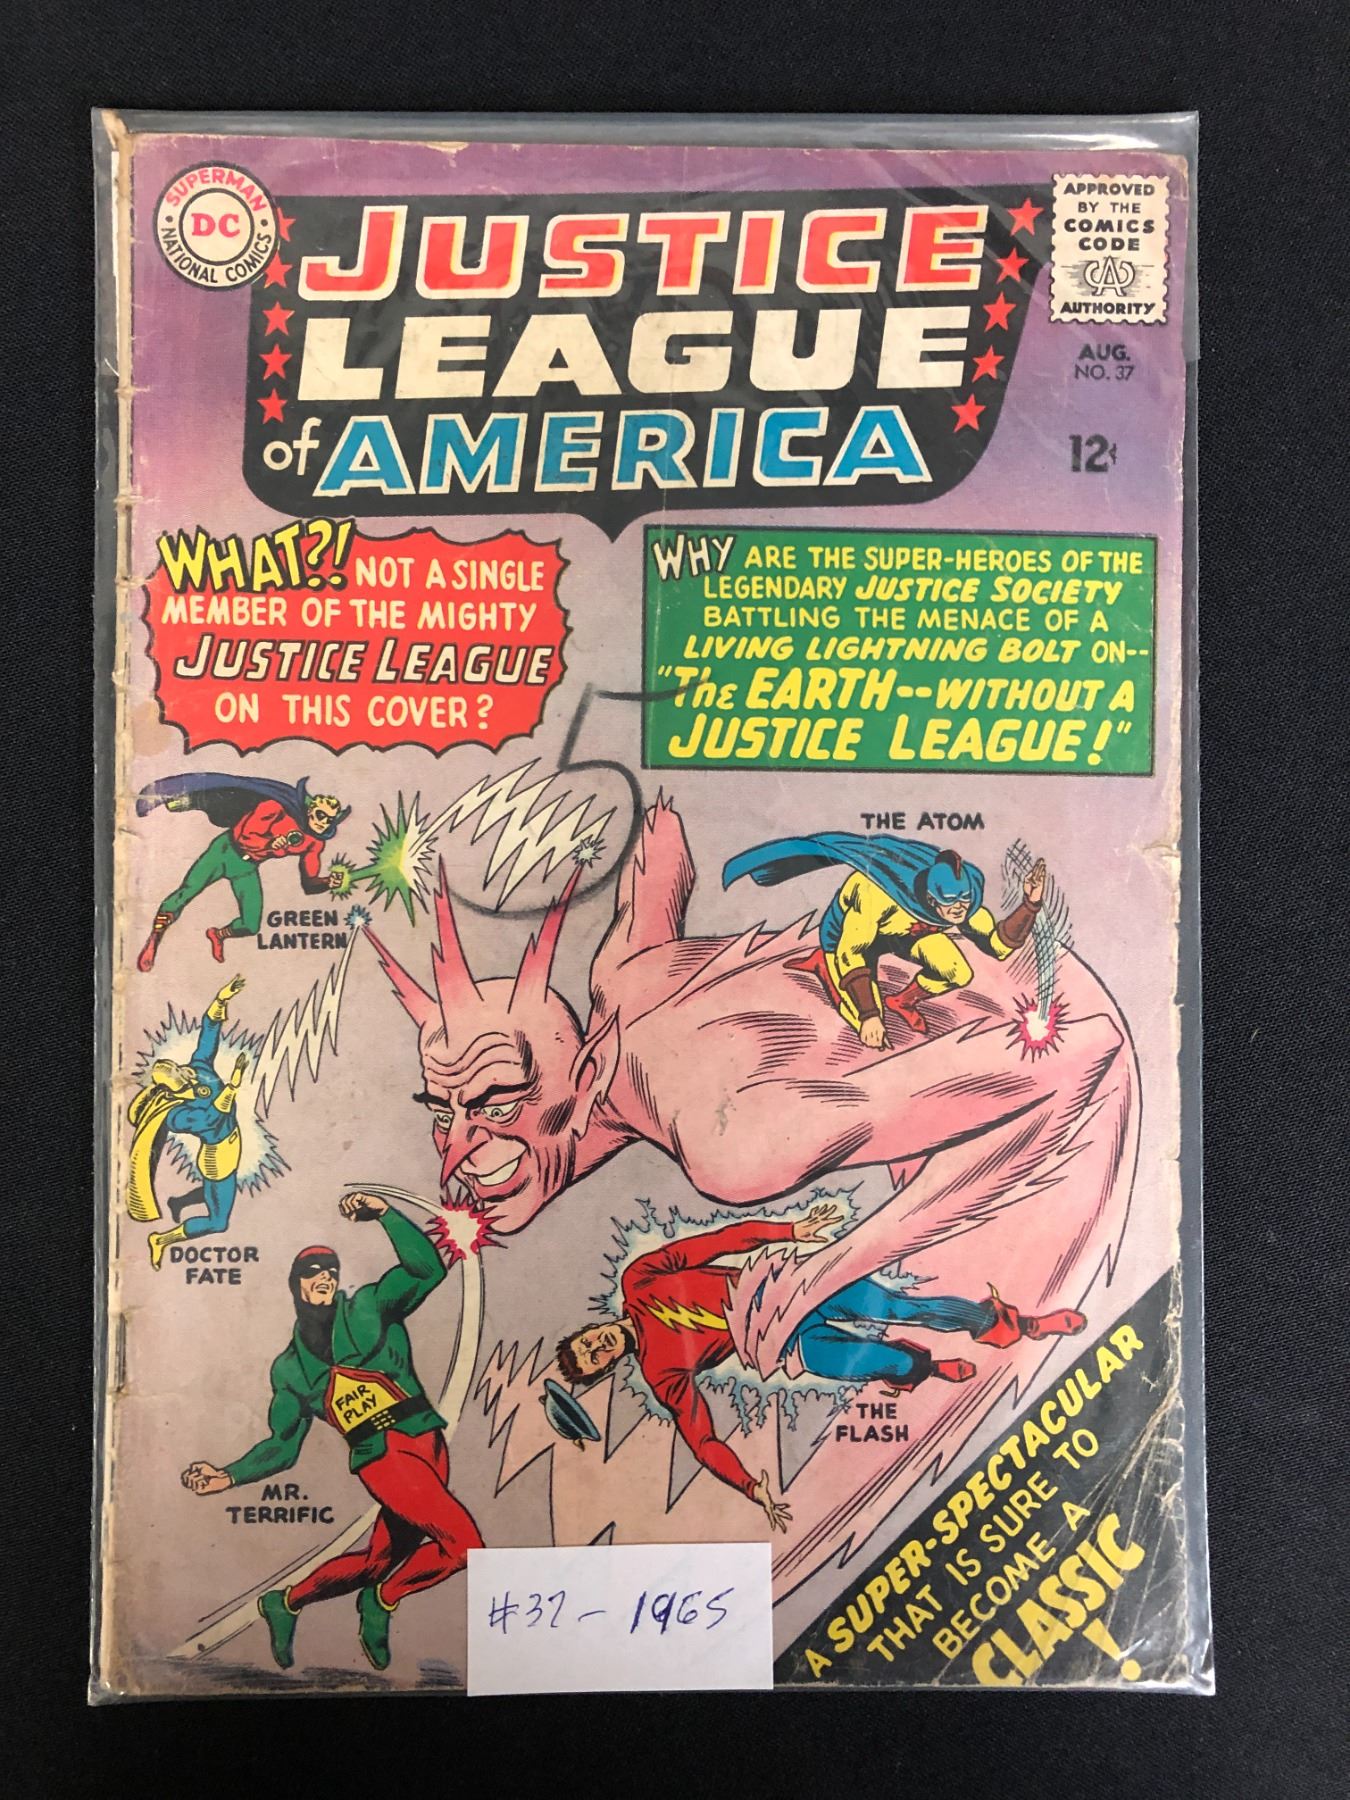 SUPERMAN
DC
NATIONAL COMICS
JUSTICE
LEAGUE
of AMERICA
APPROVED
BY THE
COMICS
CODE
CA
AUTHORITY
AUG.
NO. 37
12¢
WHAT?! NOT A SINGLE
MEMBER OF THE MIGHTY
JUSTICE LEAGUE
ON THIS COVER?
WHY ARE THE SUPER-HEROES OF THE
LEGENDARY JUSTICE SOCIETY
BATTLING THE MENACE OF A
LIVING LIGHTNING BOLT ON--
"The EARTH--WITHOUT A
JUSTICE LEAGUE!"
5
THE ATOM
GREEN
LANTERN
DOCTOR
FATE
FAIR
PLAY
MR.
TERRIFIC
THE
FLASH
A SUPER-SPECTACULAR
THAT IS SURE TO
BECOME A
CLASSIC!
#37 - 1965